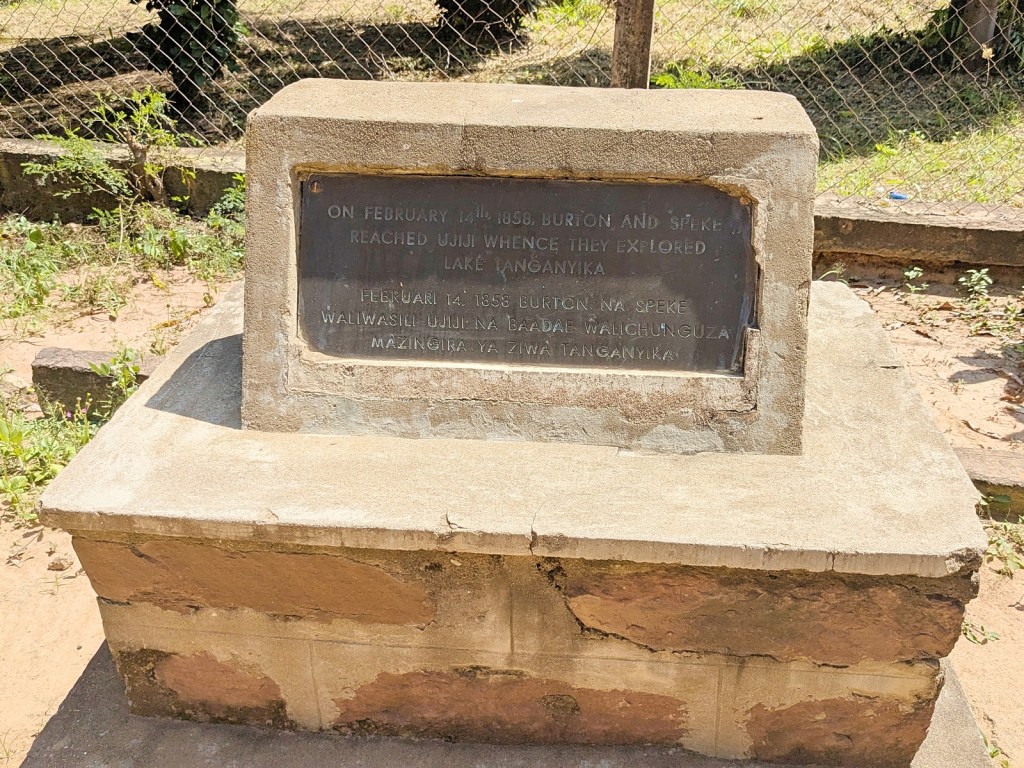 ON FEBRUARY 14TH, 1858, BURTON AND SPEKE
REACHED UJIJI WHENCE THEY EXPLORED
LAKE TANGANYIKA
FEBRUARI 14, 1858 BURTON NA SPEKE
WALIWASILI UJIJI NA BAADAE WALICHUNGUZA
MAZINGIRA YA ZIWA TANGANYIKA